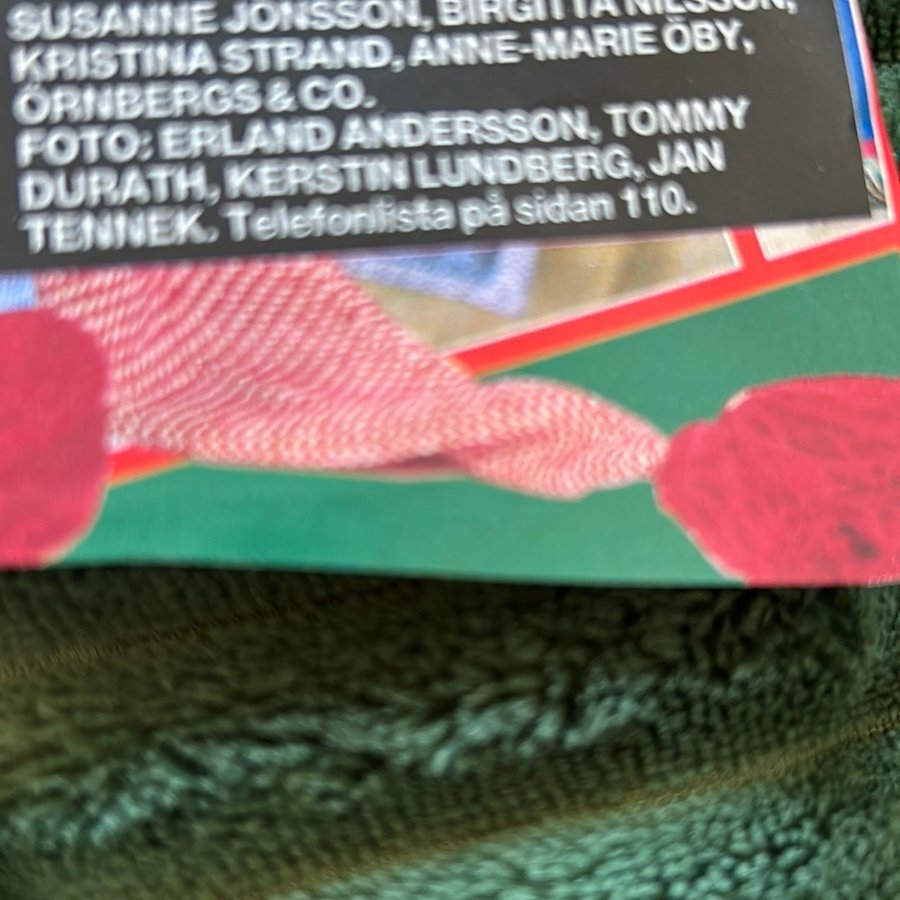 SUSANNE JONSSON, BIRGITTA NILSSON,
KRISTINA STRAND, ANNE-MARIE ÖBY,
ÖRNBERGS & CO.
FOTO: ERLAND ANDERSSON, TOMMY
DURATH, KERSTIN LUNDBERG, JAN
TENNEK. Telefonlista på sidan 110.